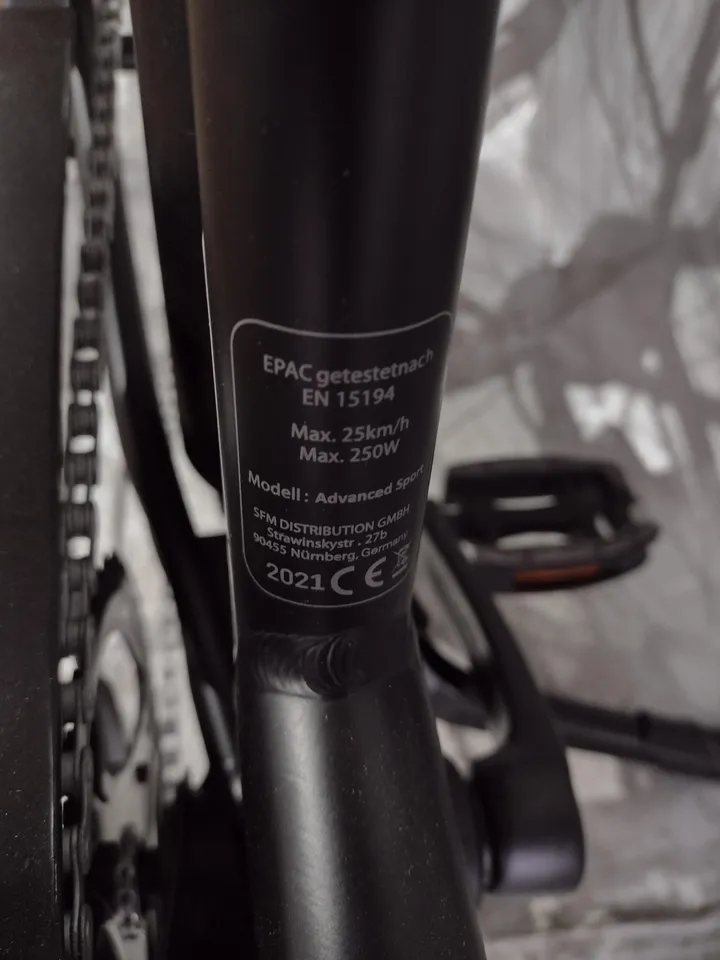 EPAC getestetnach
EN 15194
Max. 25km/h
Max. 250W
Modell : Advanced Sport
SFM DISTRIBUTION GMBH
Strawinskystr . 27b
90455 Nürnberg, Germany
2021 CE